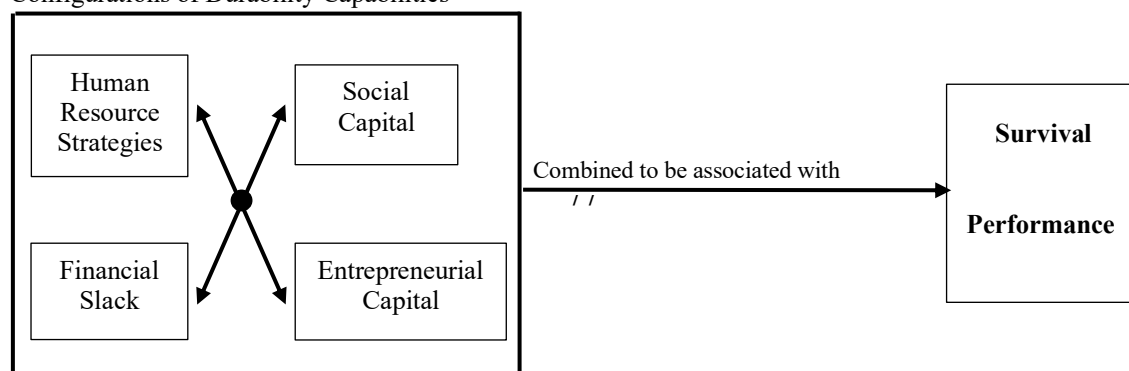 Configurations of Durability Capabilities
Human
Resource
Strategies
Social
Capital
Financial
Slack
Entrepreneurial
Capital
Combined to be associated with
Survival
Performance